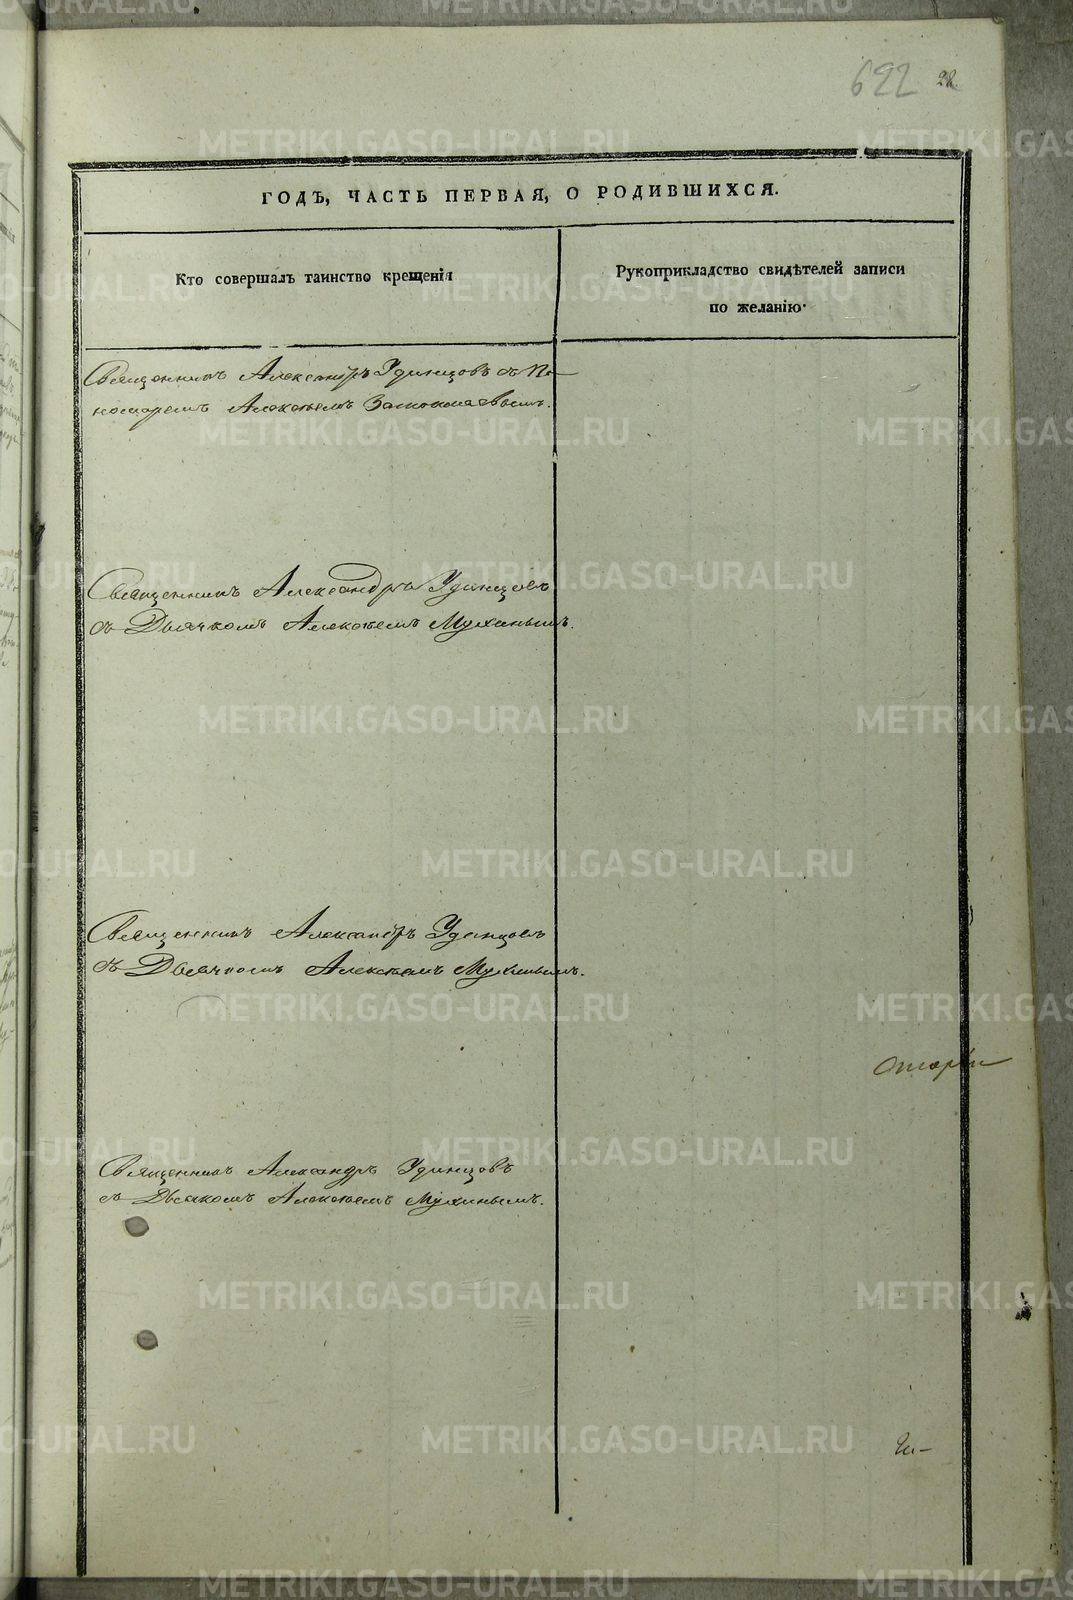 622 28.
ГОДЪ, ЧАСТЬ ПЕРВАЯ, О РОДИВШИХСЯ.
Кто совершалъ таинство крещенія
Рукоприкладство свидѣтелей записи
по желанію·
Священникъ Александръ Удинцовъ съ По
номаремъ Алексѣемъ
Священникъ Александръ Удинцовъ
съ Дьячкомъ Алексѣемъ Мухинымъ.
Священникъ Александръ Удинцовъ
съ Дьячкомъ Алексѣемъ Мухинымъ.
Священникъ Александръ Удинцовъ
съ Дьячкомъ Алексѣемъ Мухинымъ.
METRIKI.GASO-URAL.RU